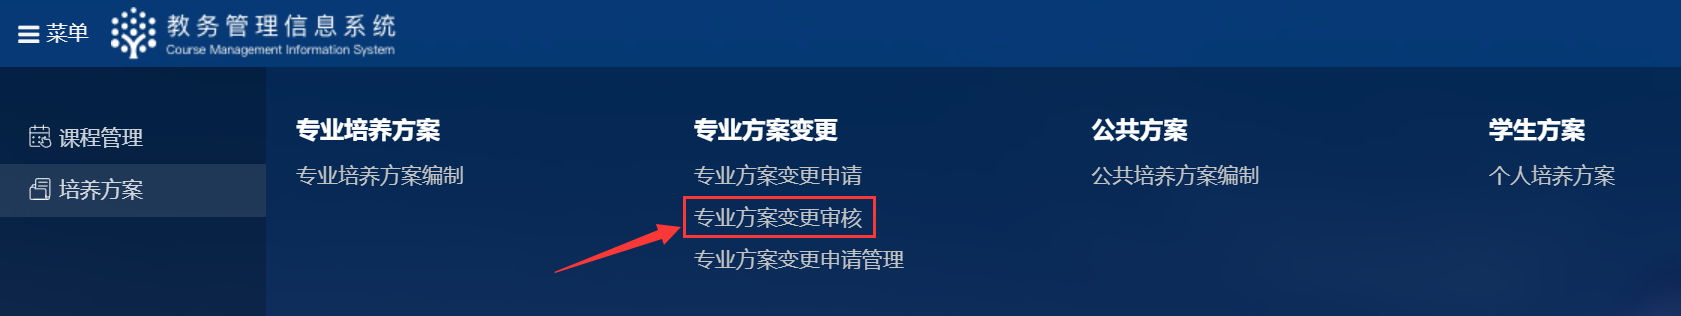 菜单
教务管理信息系统
Course Management Information System
课程管理
培养方案
专业培养方案
专业培养方案编制
专业方案变更
专业方案变更申请
专业方案变更审核
专业方案变更申请管理
公共方案
公共培养方案编制
学生方案
个人培养方案